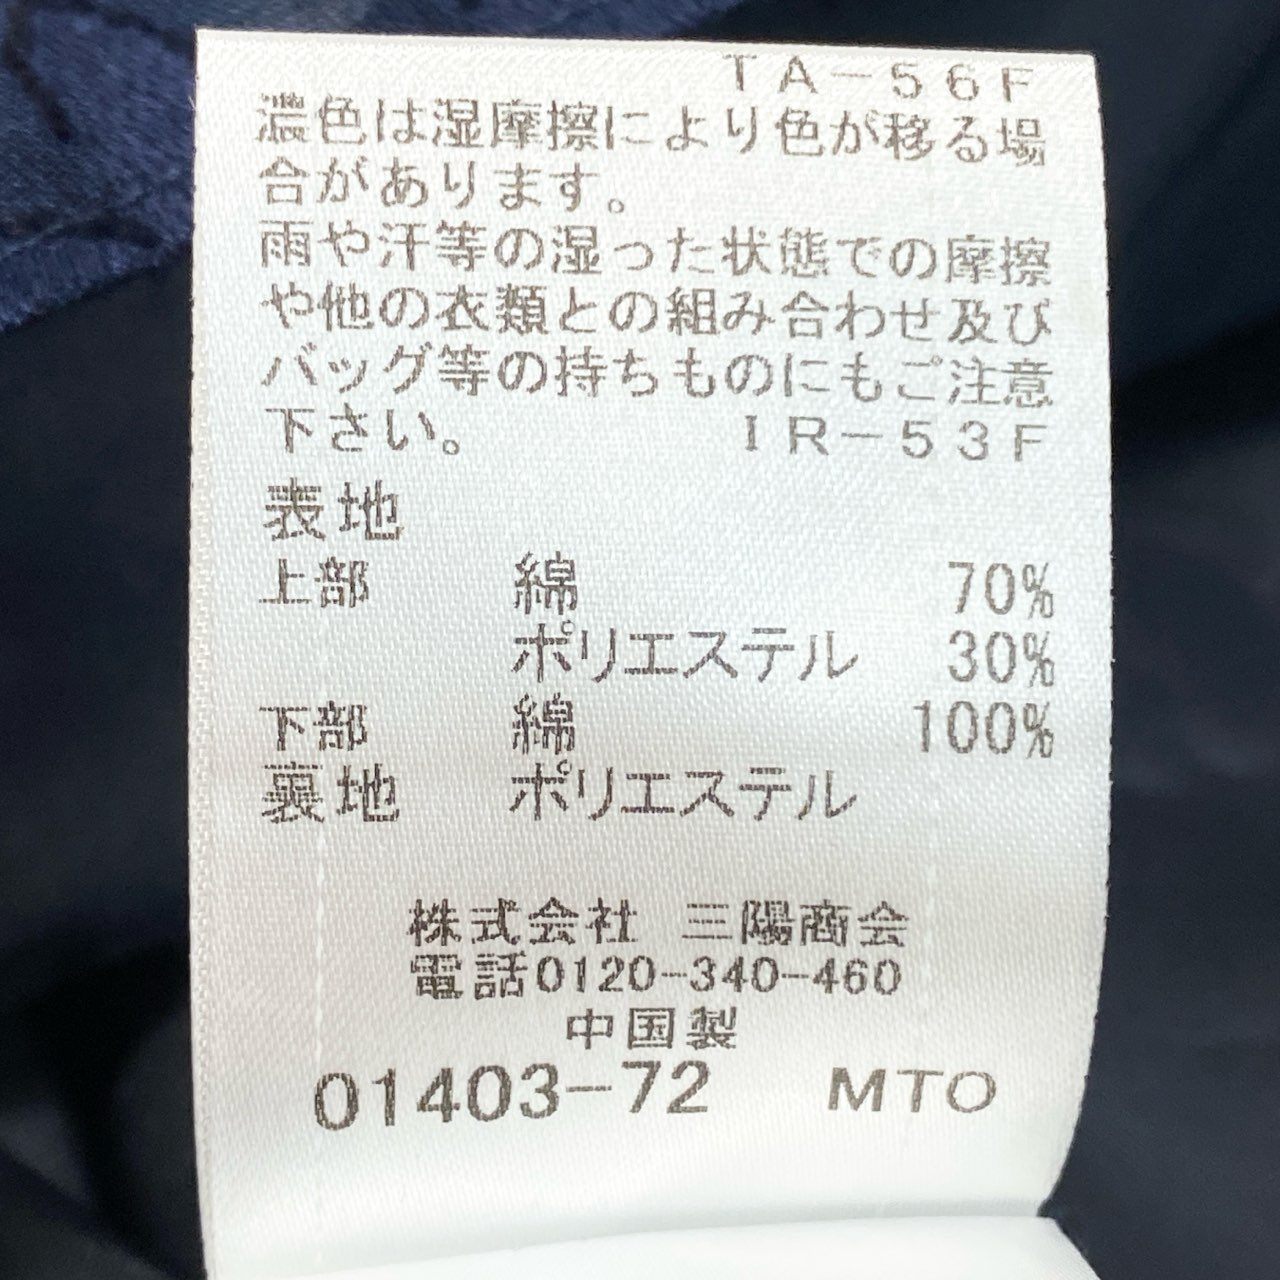 TA-56F
濃色は湿摩擦により色が移る場
合があります。
雨や汗等の湿った状態での摩擦
や他の衣類との組み合わせ及び
バッグ等の持ちものにもご注意
下さい。 IR-53F
表地
上部 綿 70%
ポリエステル 30%
下部 綿 100%
裏地 ポリエステル
株式会社 三陽商会
電話0120-340-460
中国製
01403-72 MTO